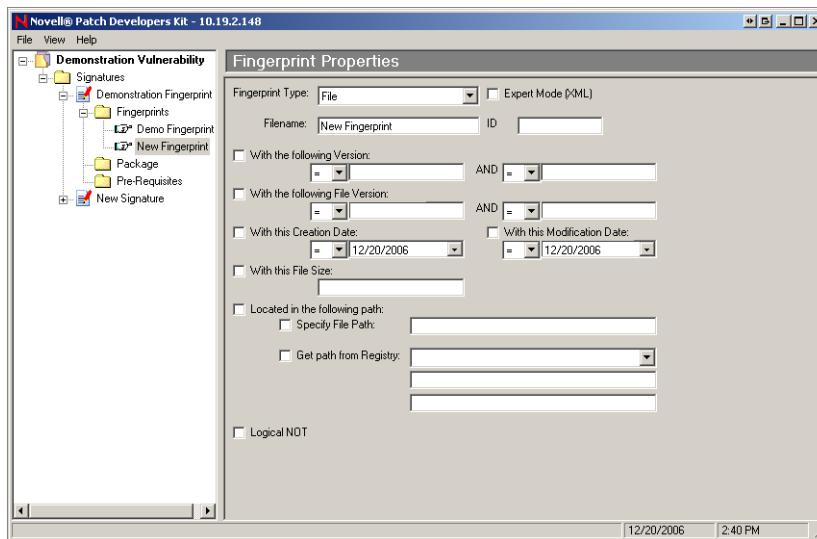 Novell® Patch Developers Kit - 10.19.2.148
File View Help
Demonstration Vulnerability
Signatures
Demonstration Fingerprint
Fingerprints
Demo Fingerprint
New Fingerprint
Package
Pre-Requisites
New Signature
Fingerprint Properties
Fingerprint Type: File Expert Mode (XML)
Filename: New Fingerprint ID
With the following Version:
= AND =
With the following File Version:
= AND =
With this Creation Date: With this Modification Date:
= 12/20/2006 = 12/20/2006
With this File Size:
Located in the following path:
Specify File Path:
Get path from Registry:
Logical NOT
12/20/2006 2:40 PM